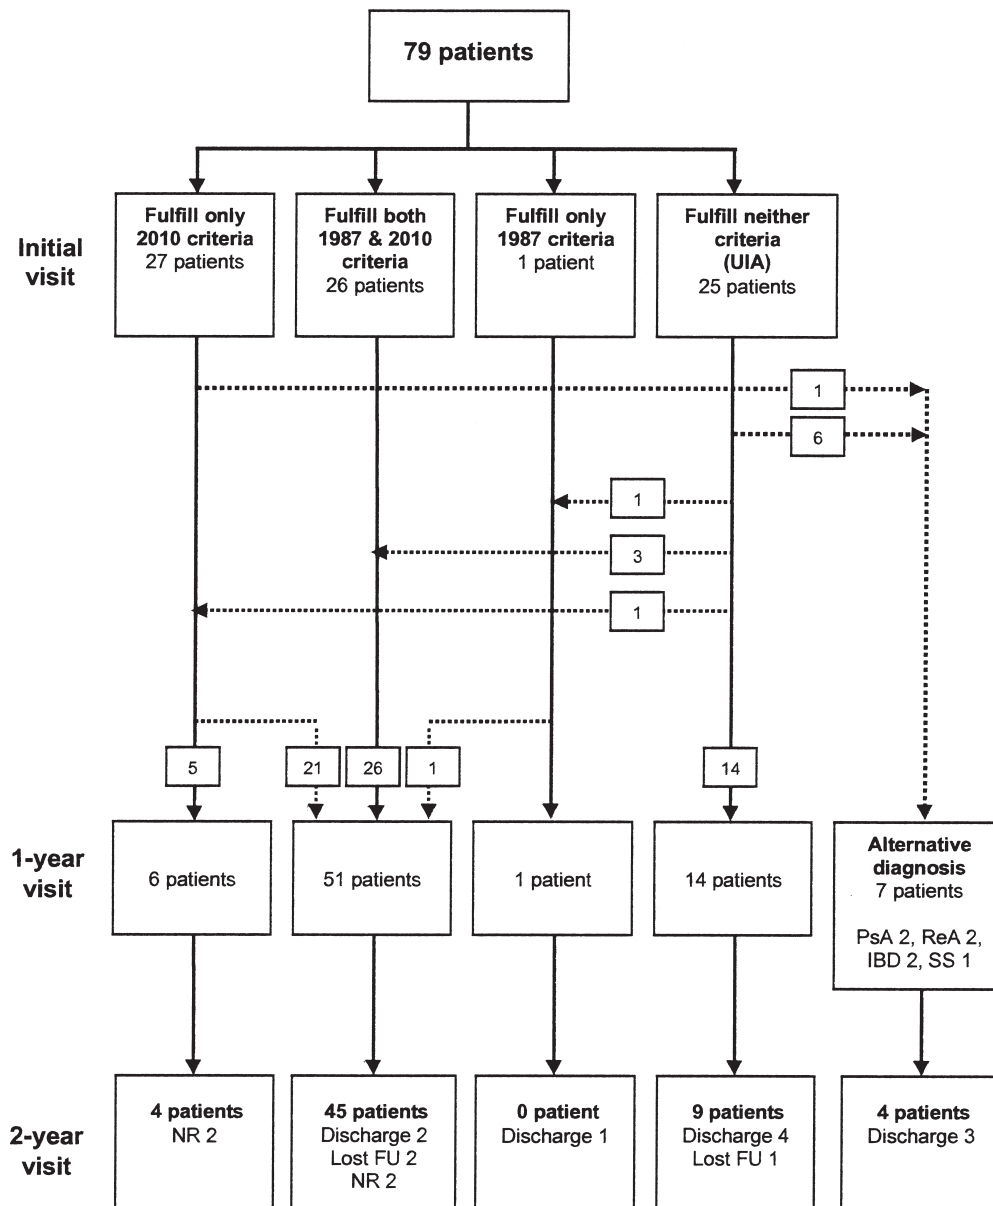 79 patients
Initial
visit
Fulfill only
2010 criteria
27 patients
Fulfill both
1987 & 2010
criteria
26 patients
Fulfill only
1987 criteria
1 patient
Fulfill neither
criteria
(UIA)
25 patients
1
6
1
3
1
5
21
26
1
14
1-year
visit
6 patients
51 patients
1 patient
14 patients
Alternative
diagnosis
7 patients
PsA 2, ReA 2,
IBD 2, SS 1
2-year
visit
4 patients
NR 2
45 patients
Discharge 2
Lost FU 2
NR 2
0 patient
Discharge 1
9 patients
Discharge 4
Lost FU 1
4 patients
Discharge 3